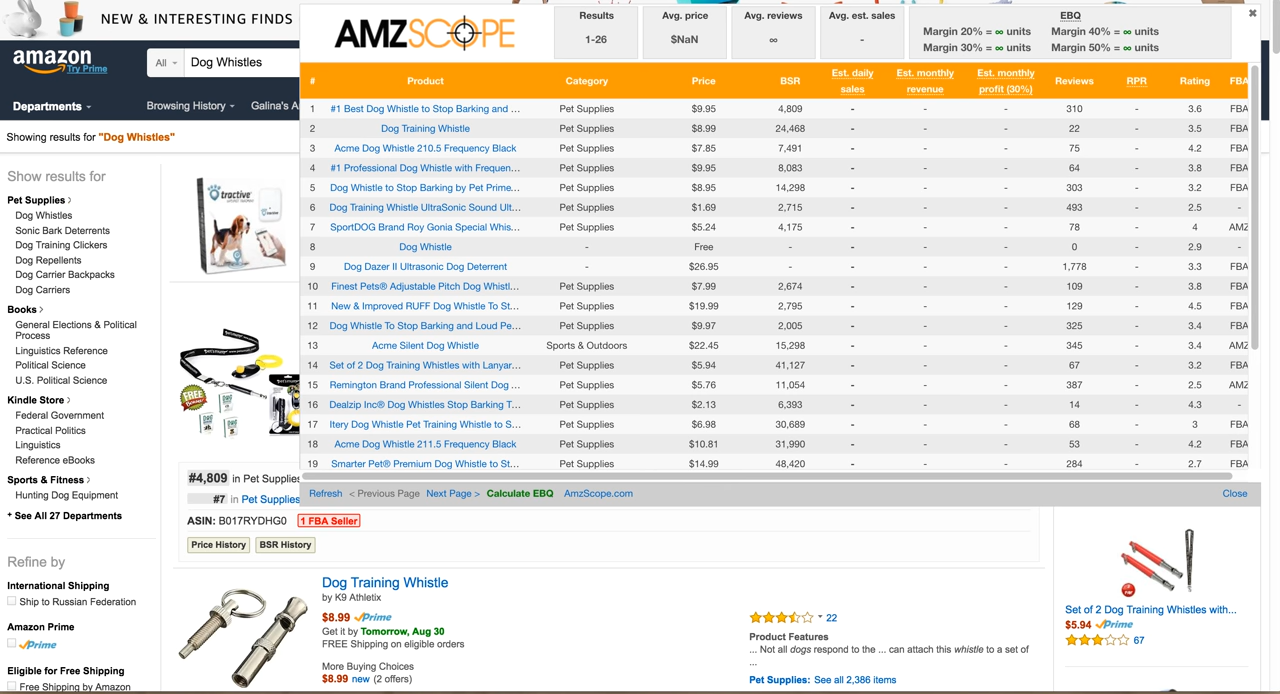 NEW & INTERESTING FINDS
amazon
Try Prime
All
Dog Whistles
Departments
Browsing History
Galina's A
Showing results for "Dog Whistles"
Show results for
Pet Supplies
Dog Whistles
Sonic Bark Deterrents
Dog Training Clickers
Dog Repellents
Dog Carrier Backpacks
Dog Carriers
Books
General Elections & Political
Process
Linguistics Reference
Political Science
U.S. Political Science
Kindle Store
Federal Government
Practical Politics
Linguistics
Reference eBooks
Sports & Fitness
Hunting Dog Equipment
+ See All 27 Departments
Refine by
International Shipping
Ship to Russian Federation
Amazon Prime
Prime
Eligible for Free Shipping
Free Shipping by Amazon
tractive
FREE
AMZSCOPE
Results
1-26
Avg. price
$NaN
Avg. reviews
∞
Avg. est. sales
-
EBQ
Margin 20% = ∞ units Margin 40% = ∞ units
Margin 30% = ∞ units Margin 50% = ∞ units
# Product Category Price BSR Est. daily sales Est. monthly revenue Est. monthly profit (30%) Reviews RPR Rating FBA
1 #1 Best Dog Whistle to Stop Barking and ... Pet Supplies $9.95 4,809 - - - 310 - 3.6 FBA
2 Dog Training Whistle Pet Supplies $8.99 24,468 - - - 22 - 3.5 FBA
3 Acme Dog Whistle 210.5 Frequency Black Pet Supplies $7.85 7,491 - - - 75 - 4.2 FBA
4 #1 Professional Dog Whistle with Frequen... Pet Supplies $9.95 8,083 - - - 64 - 3.8 FBA
5 Dog Whistle to Stop Barking by Pet Prime... Pet Supplies $8.95 14,298 - - - 303 - 3.2 FBA
6 Dog Training Whistle UltraSonic Sound Ult... Pet Supplies $1.69 2,715 - - - 493 - 2.5 -
7 SportDOG Brand Roy Gonia Special Whis... Pet Supplies $5.24 4,175 - - - 78 - 4 AMZ
8 Dog Whistle - Free - - - - 0 - 2.9 -
9 Dog Dazer II Ultrasonic Dog Deterrent - $26.95 - - - - 1,778 - 3.3 FBA
10 Finest Pets® Adjustable Pitch Dog Whistl... Pet Supplies $7.99 2,674 - - - 109 - 3.8 FBA
11 New & Improved RUFF Dog Whistle To St... Pet Supplies $19.99 2,795 - - - 129 - 4.5 FBA
12 Dog Whistle To Stop Barking and Loud Pe... Pet Supplies $9.97 2,005 - - - 325 - 3.4 FBA
13 Acme Silent Dog Whistle Sports & Outdoors $22.45 15,298 - - - 345 - 3.4 AMZ
14 Set of 2 Dog Training Whistles with Lanyar... Pet Supplies $5.94 41,127 - - - 67 - 3.2 FBA
15 Remington Brand Professional Silent Dog ... Pet Supplies $5.76 11,054 - - - 387 - 2.5 AMZ
16 Dealzip Inc® Dog Whistles Stop Barking T... Pet Supplies $2.13 6,393 - - - 14 - 4.3 -
17 Itery Dog Whistle Pet Training Whistle to S... Pet Supplies $6.98 30,689 - - - 68 - 3 FBA
18 Acme Dog Whistle 211.5 Frequency Black Pet Supplies $10.81 31,990 - - - 53 - 4.2 FBA
19 Smarter Pet® Premium Dog Whistle to St... Pet Supplies $14.99 48,420 - - - 284 - 2.7 FBA
Refresh < Previous Page Next Page > Calculate EBQ AmzScope.com Close
#4,809 in Pet Supplies
#7 in Pet Supplies
ASIN: B017RYDHG0 1 FBA Seller
Price History BSR History
Dog Training Whistle
by K9 Athletix
$8.99 Prime
Get it by Tomorrow, Aug 30
FREE Shipping on eligible orders
More Buying Choices
$8.99 new (2 offers)
22
Product Features
... Not all dogs respond to the ... can attach this whistle to a set of
...
Pet Supplies: See all 2,386 items
Set of 2 Dog Training Whistles with...
$5.94 Prime
67